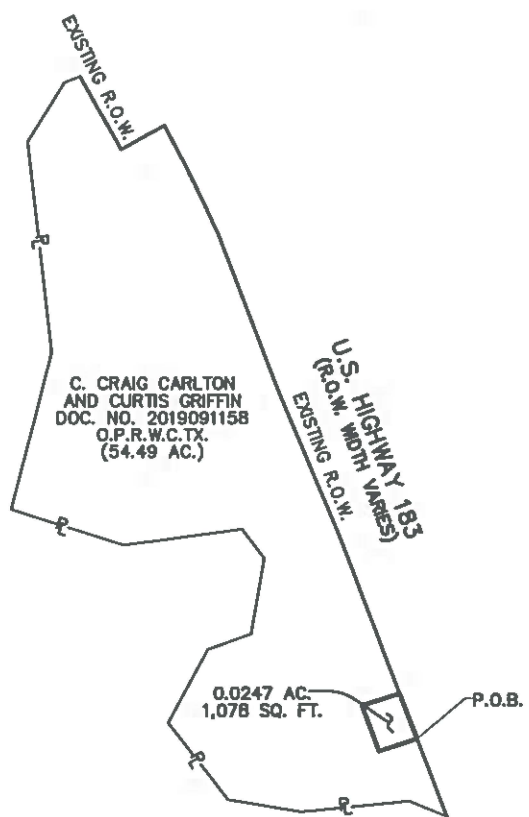 EXISTING R.O.W.
C. CRAIG CARLTON
AND CURTIS GRIFFIN
DOC. NO. 2019091158
O.P.R.W.C.TX.
(54.49 AC.)
U.S. HIGHWAY 183
(R.O.W. WIDTH VARIES)
EXISTING R.O.W.
0.0247 AC.
1,078 SQ. FT.
P.O.B.
PL
PL
PL
PL